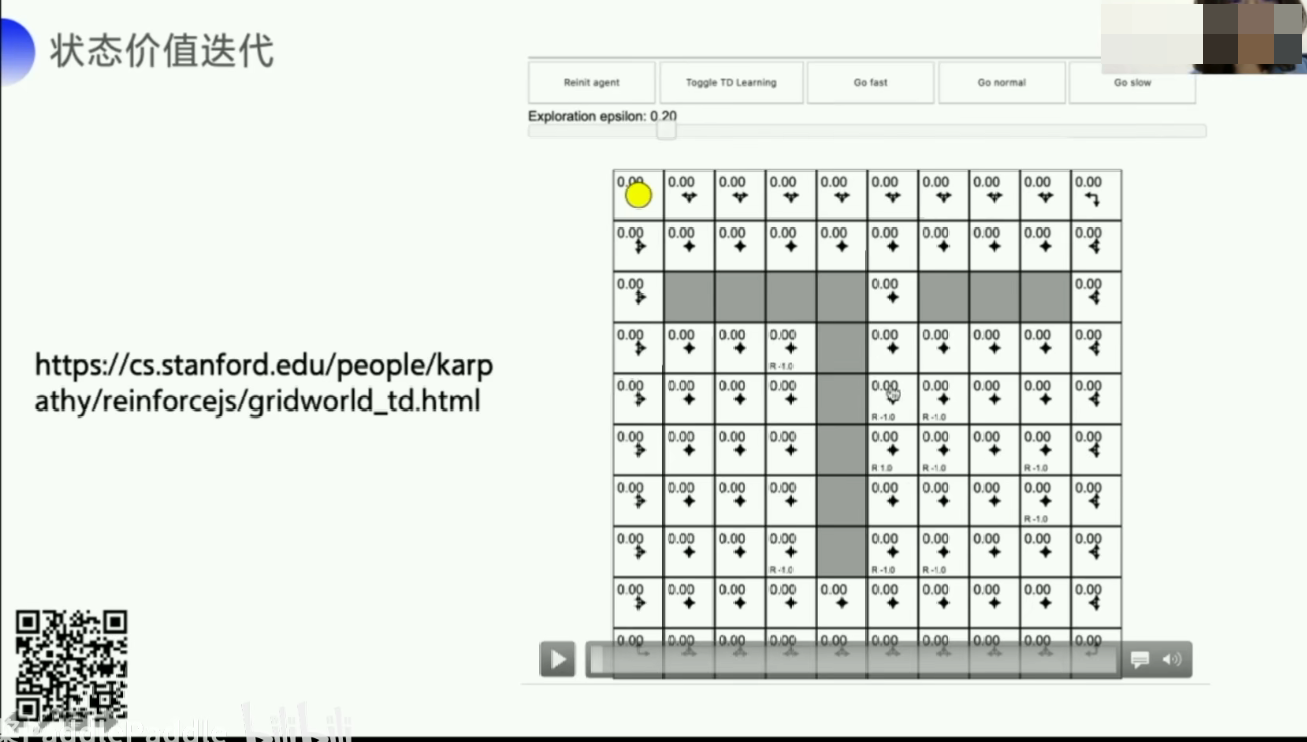 状态价值迭代
Reinit agent Toggle TD Learning Go fast Go normal Go slow
Exploration epsilon: 0.20
0.00 0.00 0.00 0.00 0.00 0.00 0.00 0.00 0.00 0.00
0.00 0.00 0.00 0.00 0.00 0.00 0.00 0.00 0.00 0.00
0.00 0.00 0.00
0.00 0.00 0.00 0.00 0.00 0.00 0.00 0.00 0.00
R -1.0
https://cs.stanford.edu/people/karp
athy/reinforcejs/gridworld_td.html
0.00 0.00 0.00 0.00 0.00 0.00 0.00 0.00 0.00
R -1.0 R -1.0
0.00 0.00 0.00 0.00 0.00 0.00 0.00 0.00 0.00
R 1.0 R -1.0 R -1.0
0.00 0.00 0.00 0.00 0.00 0.00 0.00 0.00 0.00
R -1.0
0.00 0.00 0.00 0.00 0.00 0.00 0.00 0.00 0.00
R -1.0 R -1.0 R -1.0
0.00 0.00 0.00 0.00 0.00 0.00 0.00 0.00 0.00 0.00
0.00 0.00 0.00 0.00 0.00 0.00 0.00 0.00 0.00 0.00
PaddlePaddle